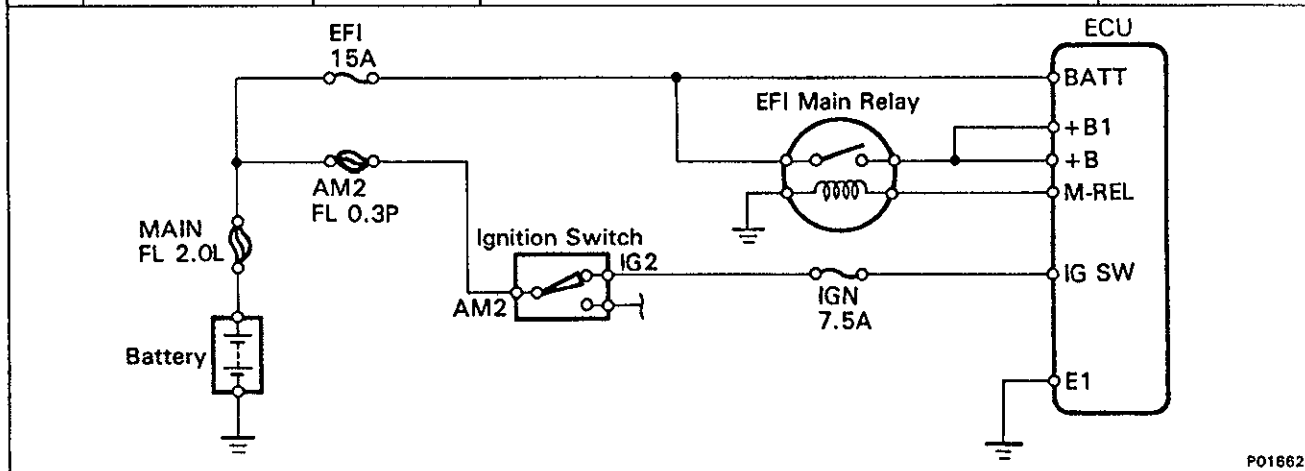 EFI
15A
ECU
BATT
EFI Main Relay
+B1
+B
AM2
FL 0.3P
M-REL
MAIN
FL 2.0L
Ignition Switch
IG2
IG SW
AM2
IGN
7.5A
Battery
E1
P01662